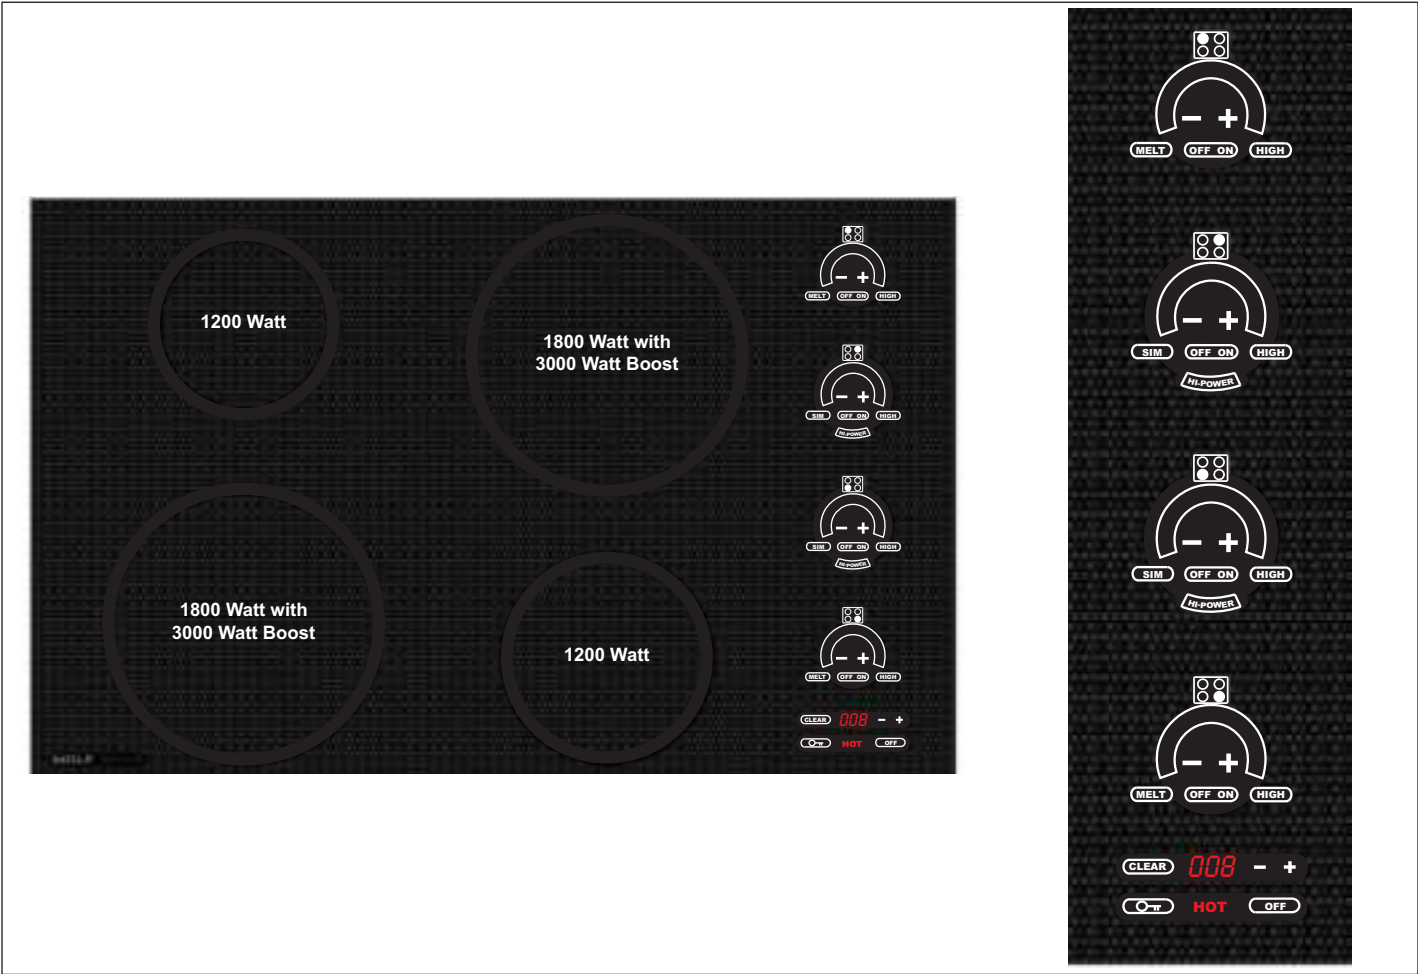 1200 Watt
1800 Watt with
3000 Watt Boost
1800 Watt with
3000 Watt Boost
1200 Watt
− +
MELT OFF ON HIGH
− +
SIM OFF ON HIGH
HI-POWER
− +
SIM OFF ON HIGH
HI-POWER
− +
MELT OFF ON HIGH
CLEAR 008 − +
HOT OFF
− +
MELT OFF ON HIGH
− +
SIM OFF ON HIGH
HI-POWER
− +
SIM OFF ON HIGH
HI-POWER
− +
MELT OFF ON HIGH
CLEAR 008 − +
HOT OFF